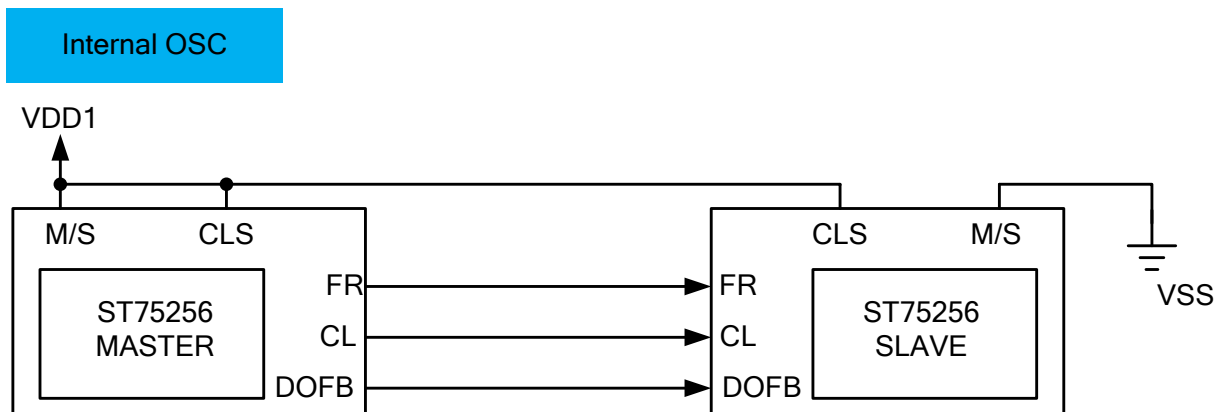 Internal OSC
VDD1
M/S CLS CLS M/S
FR FR
VSS
ST75256 ST75256
MASTER CL CL SLAVE
DOFB DOFB